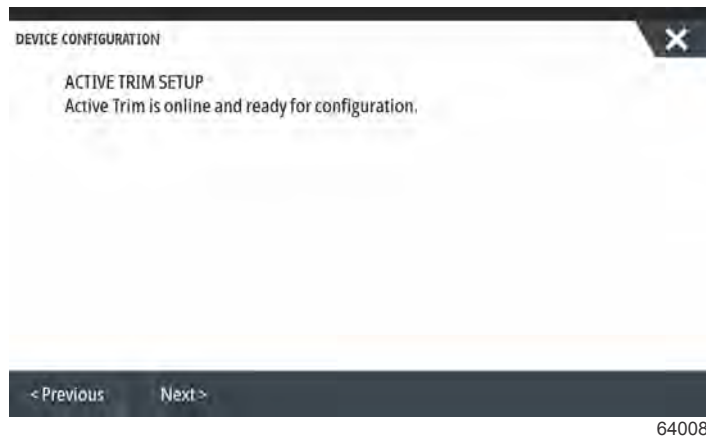 DEVICE CONFIGURATION
ACTIVE TRIM SETUP
Active Trim is online and ready for configuration.
< Previous Next >
64008